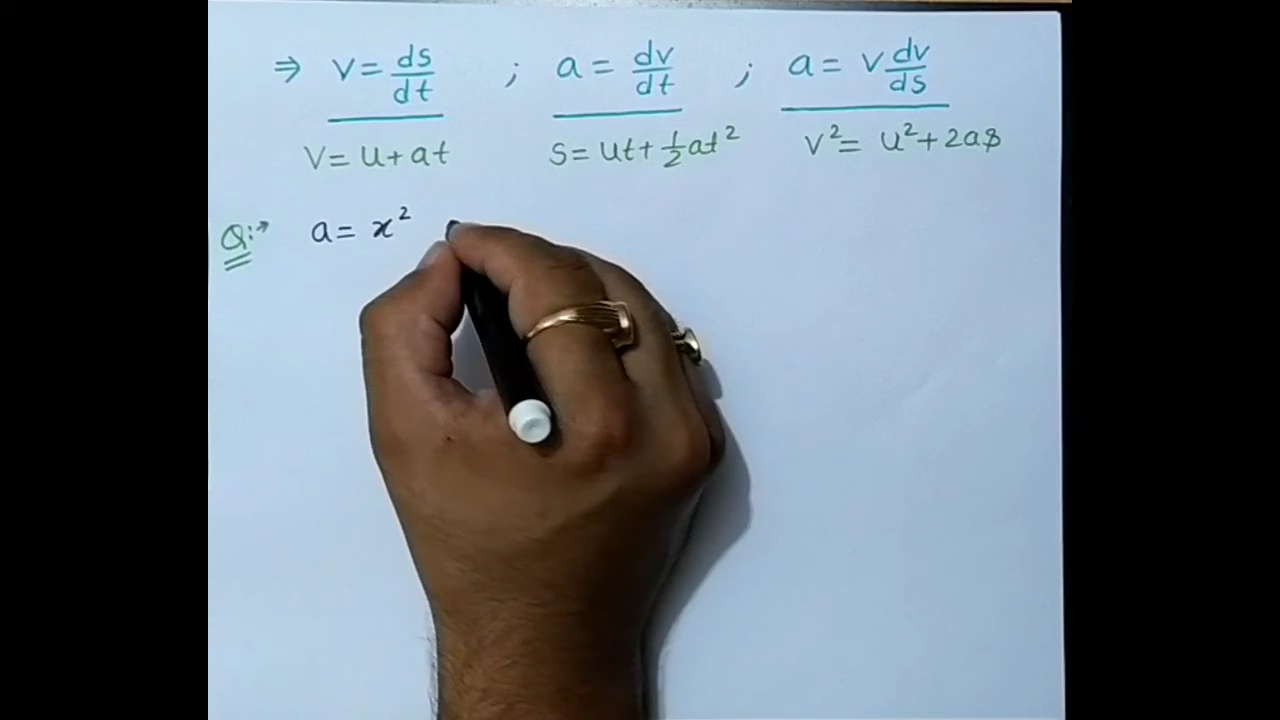 ⇒ v = ds/dt ; a = dv/dt ; a = v dv/ds
v = u + at s = ut + ½at² v² = u² + 2as
Q:→ a = x²